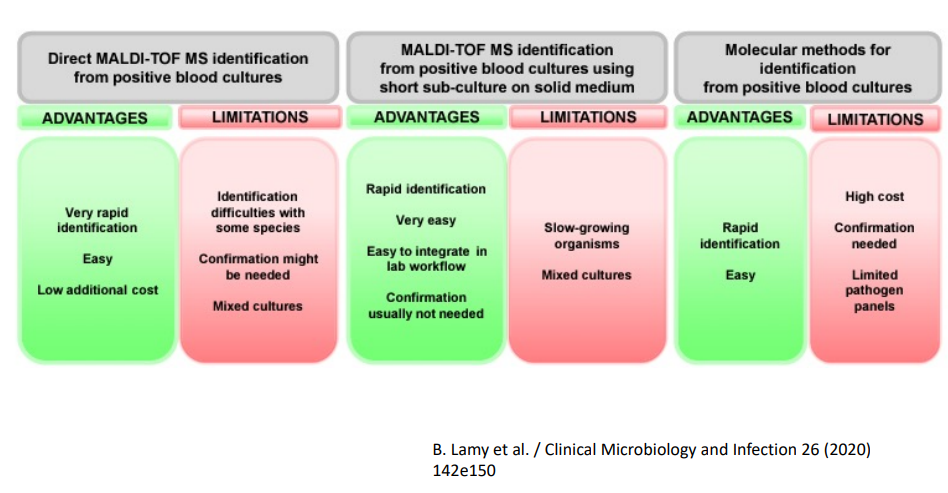 Direct MALDI-TOF MS identification
from positive blood cultures
MALDI-TOF MS identification
from positive blood cultures using
short sub-culture on solid medium
Molecular methods for
identification
from positive blood cultures
ADVANTAGES
LIMITATIONS
ADVANTAGES
LIMITATIONS
ADVANTAGES
LIMITATIONS
Very rapid
identification
Easy
Low additional cost
Identification
difficulties with
some species
Confirmation might
be needed
Mixed cultures
Rapid identification
Very easy
Easy to integrate in
lab workflow
Confirmation
usually not needed
Slow-growing
organisms
Mixed cultures
Rapid
identification
Easy
High cost
Confirmation
needed
Limited
pathogen
panels
B. Lamy et al. / Clinical Microbiology and Infection 26 (2020)
142e150